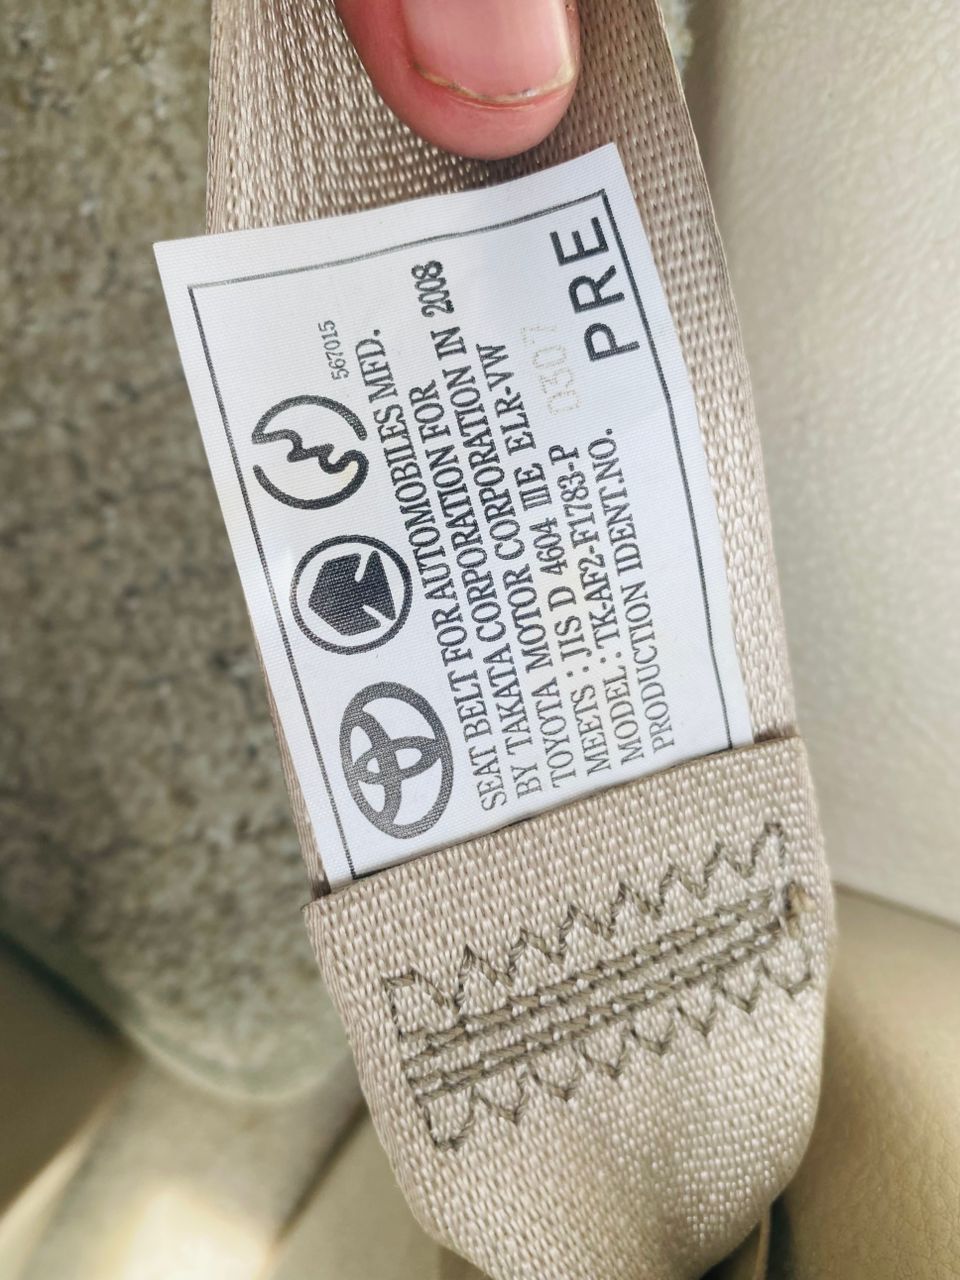 567015
SEAT BELT FOR AUTOMOBILES MFD.
BY TAKATA CORPORATION FOR
TOYOTA MOTOR CORPORATION IN 2008
MEETS : JIS D 4604 IIIE ELR-VW
MODEL : TK-AF2-F1783-P
PRODUCTION IDENT.NO.
0307
PRE